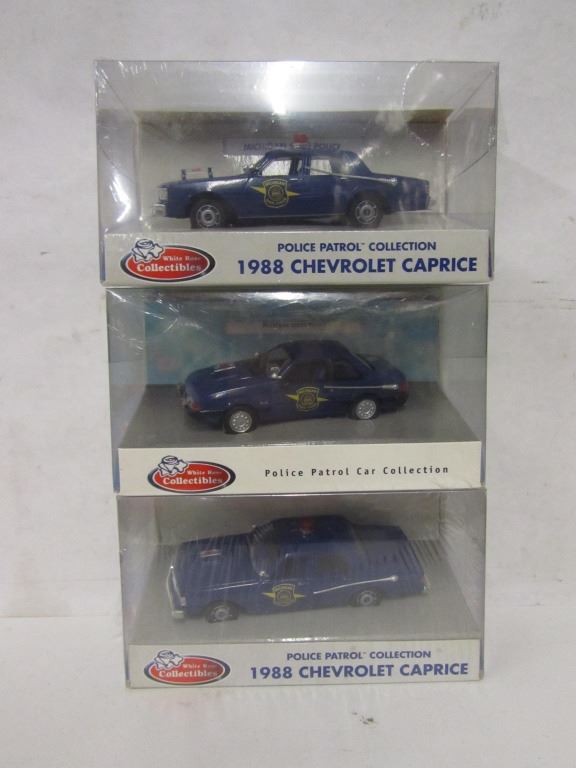 MICHIGAN STATE POLICE
White Rose
Collectibles
POLICE PATROL™ COLLECTION
1988 CHEVROLET CAPRICE
White Rose
Collectibles
Police Patrol Car Collection
White Rose
Collectibles
POLICE PATROL™ COLLECTION
1988 CHEVROLET CAPRICE